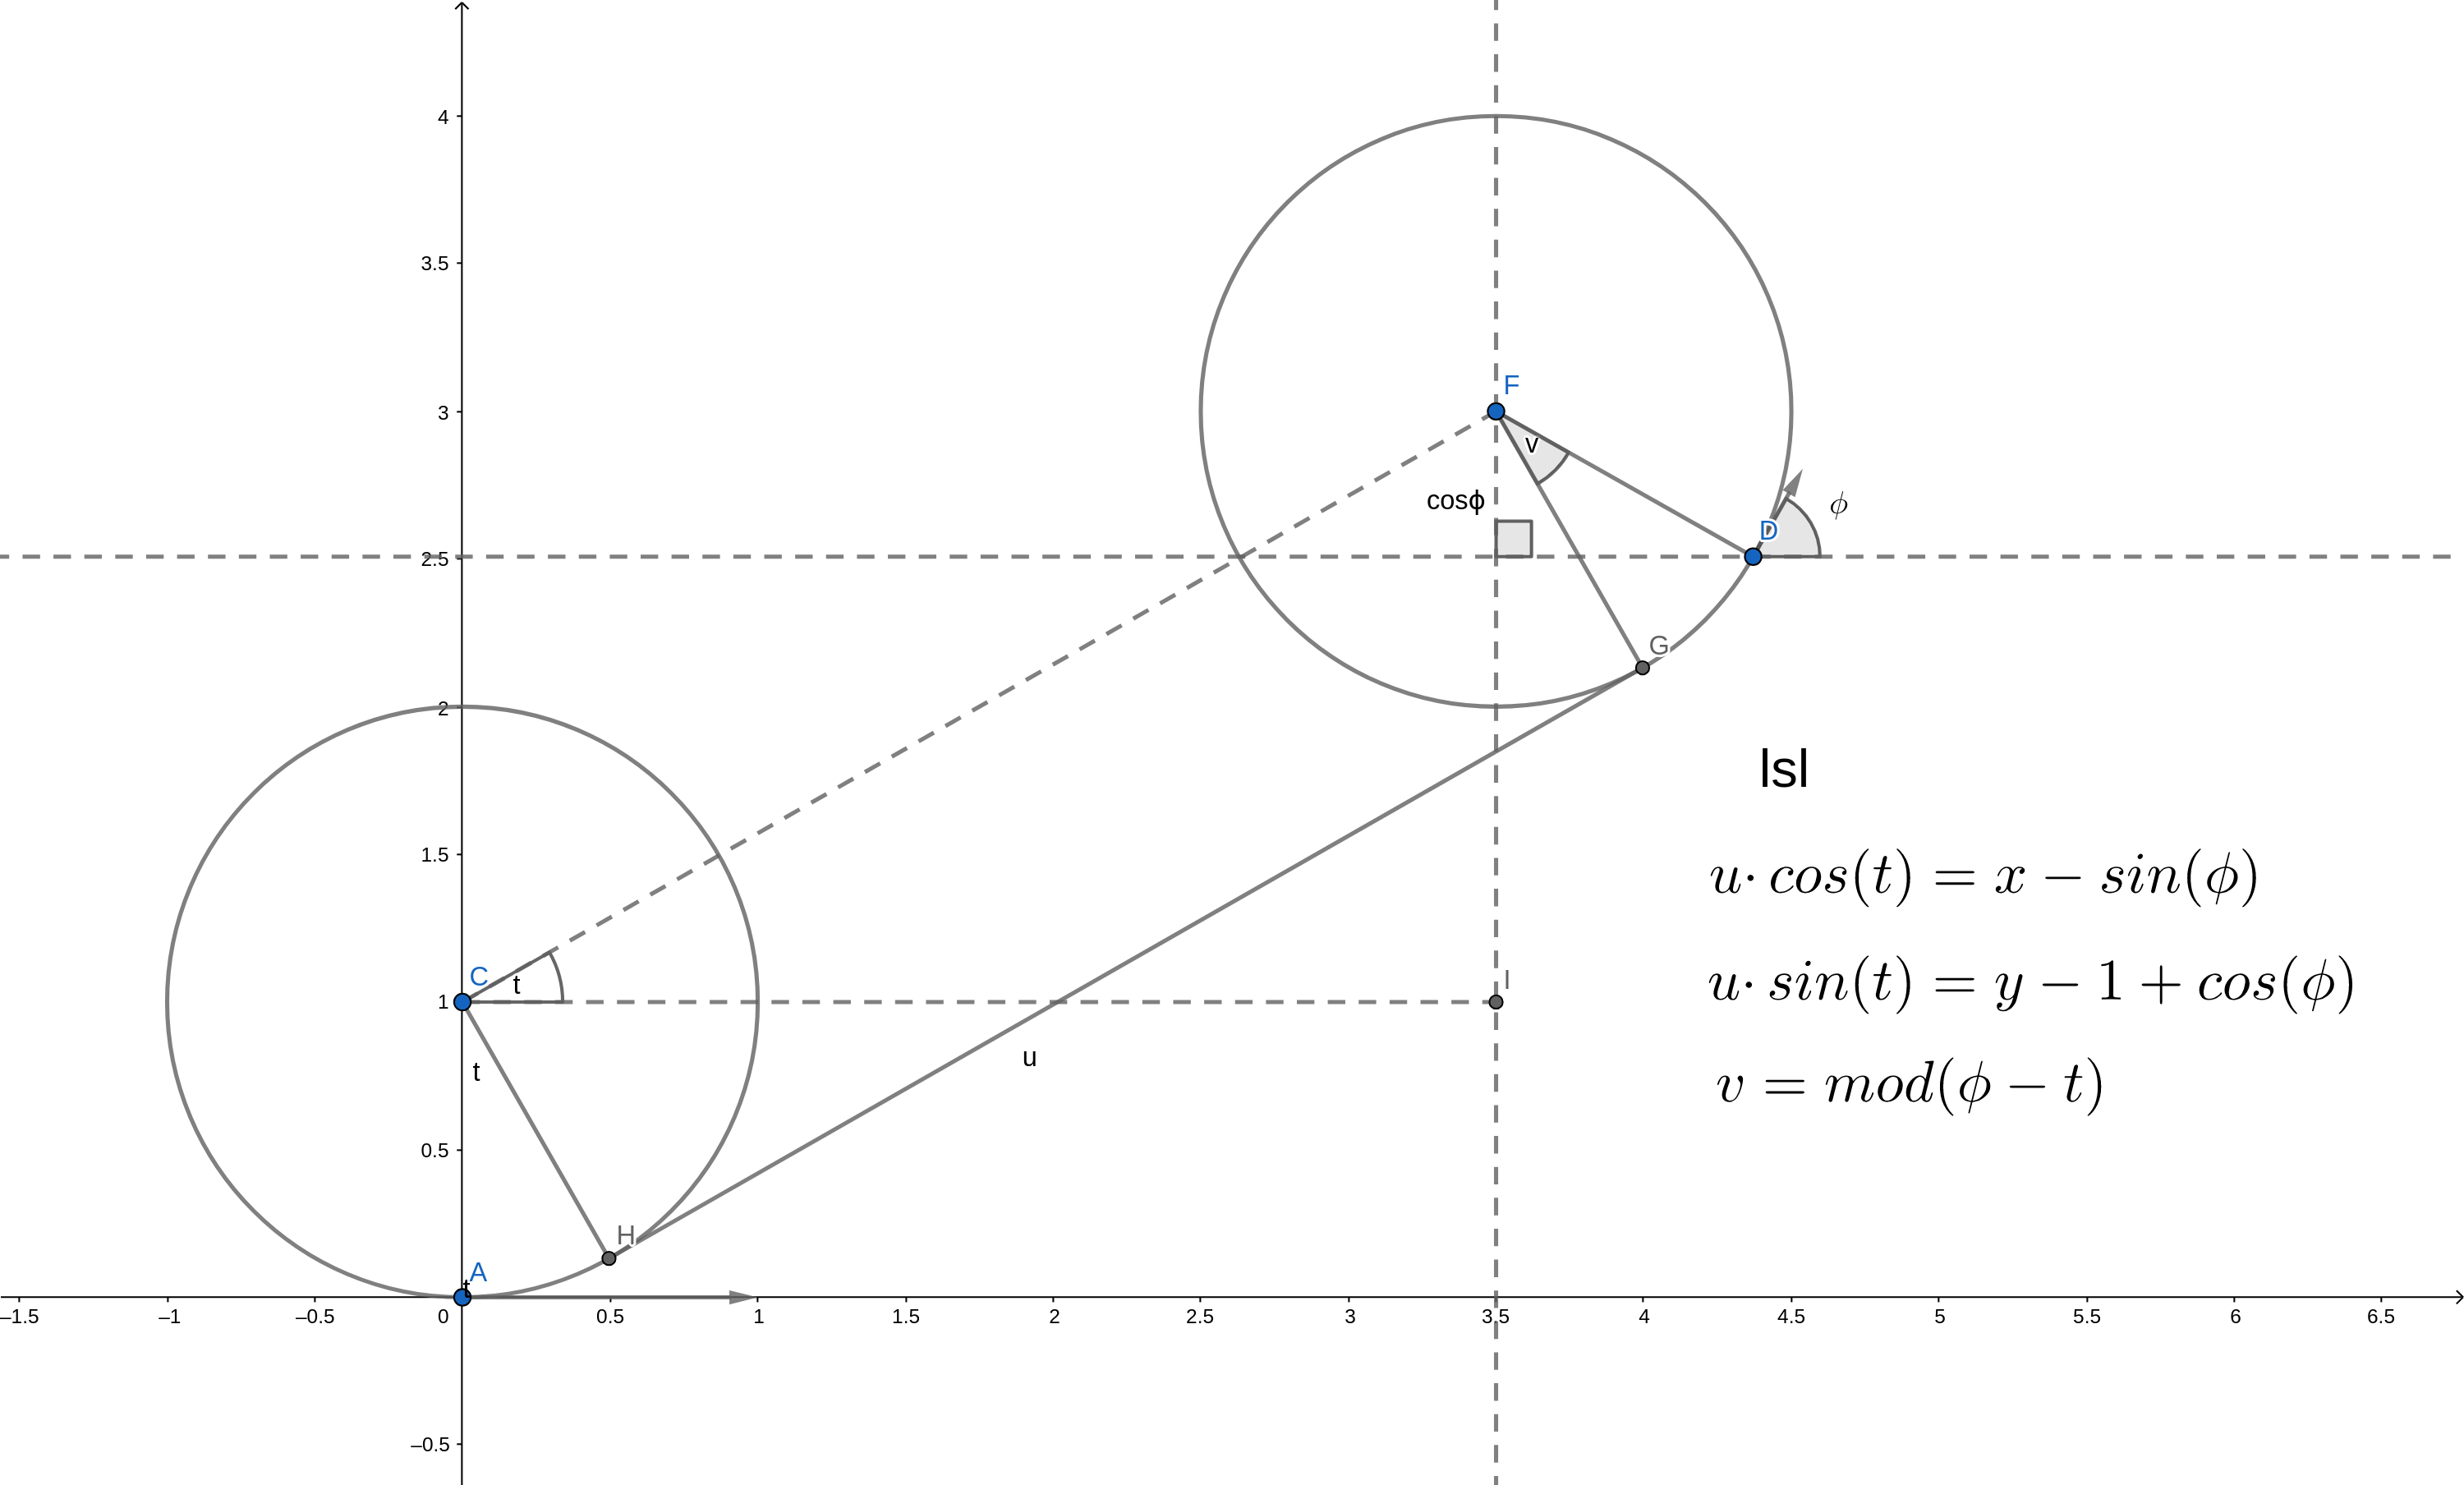 4
3.5
F
3
v
cosϕ
ϕ
D
2.5
G
2
lsl
1.5
u· cos(t) = x − sin(ϕ)
C
t
1
I
u· sin(t) = y − 1 + cos(ϕ)
t
u
v = mod(ϕ − t)
0.5
H
A
t
–1.5 –1 –0.5 0 0.5 1 1.5 2 2.5 3 3.5 4 4.5 5 5.5 6 6.5
–0.5